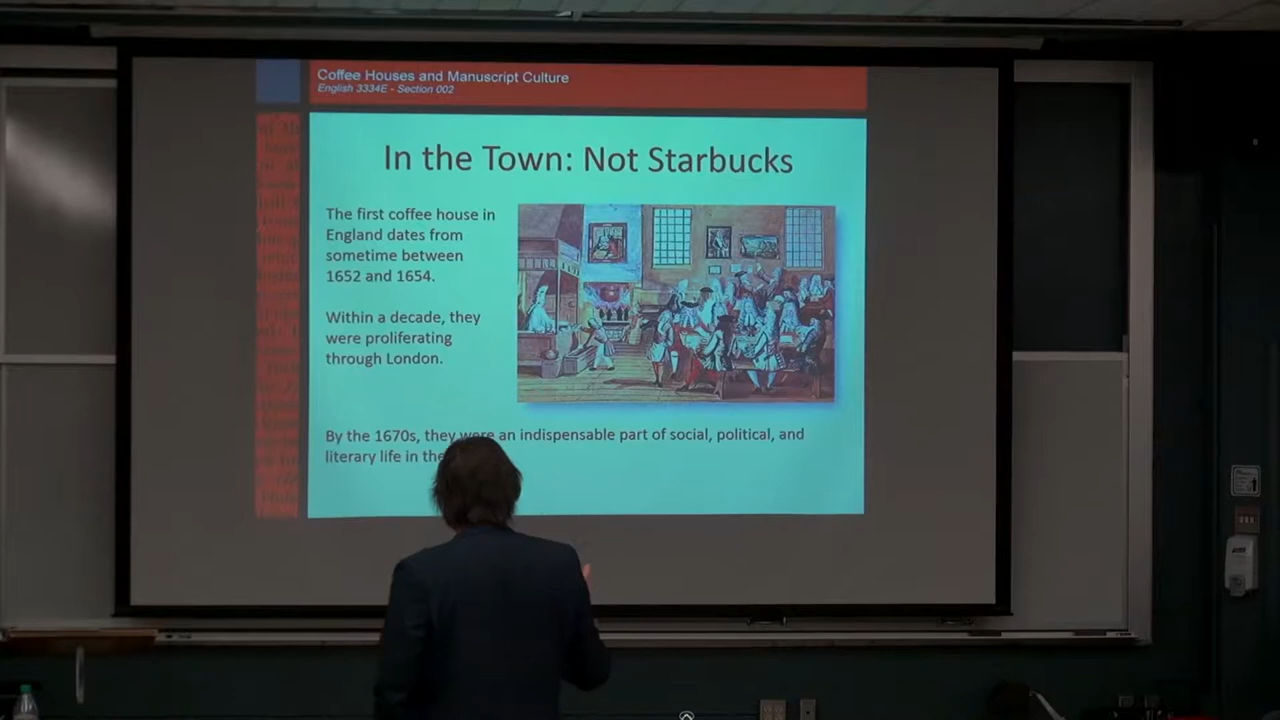 Coffee Houses and Manuscript Culture
English 3334E - Section 002
In the Town: Not Starbucks
The first coffee house in
England dates from
sometime between
1652 and 1654.
Within a decade, they
were proliferating
through London.
By the 1670s, they were an indispensable part of social, political, and
literary life in the